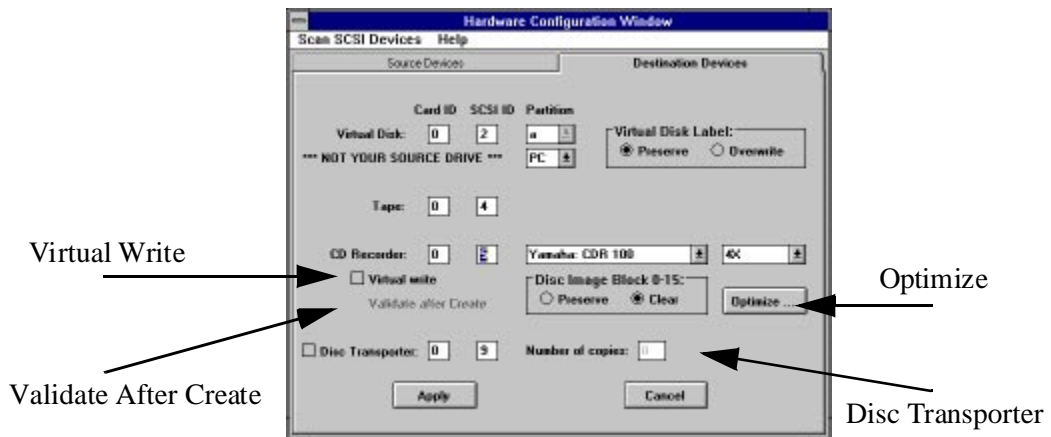 Hardware Configuration Window
Scan SCSI Devices Help
Source Devices Destination Devices
Card ID SCSI ID Partition
Virtual Disk: 0 2 a
Virtual Disk Label:
Preserve Overwrite
*** NOT YOUR SOURCE DRIVE *** PC
Tape: 0 4
Virtual Write
CD Recorder: 0 Yamaha: CDR 100 4X
Virtual write
Disc Image Block 0-15:
Optimize
Validate after Create
Preserve Clear
Optimize ...
Disc Transporter: 0 9 Number of copies: 0
Validate After Create
Apply Cancel
Disc Transporter